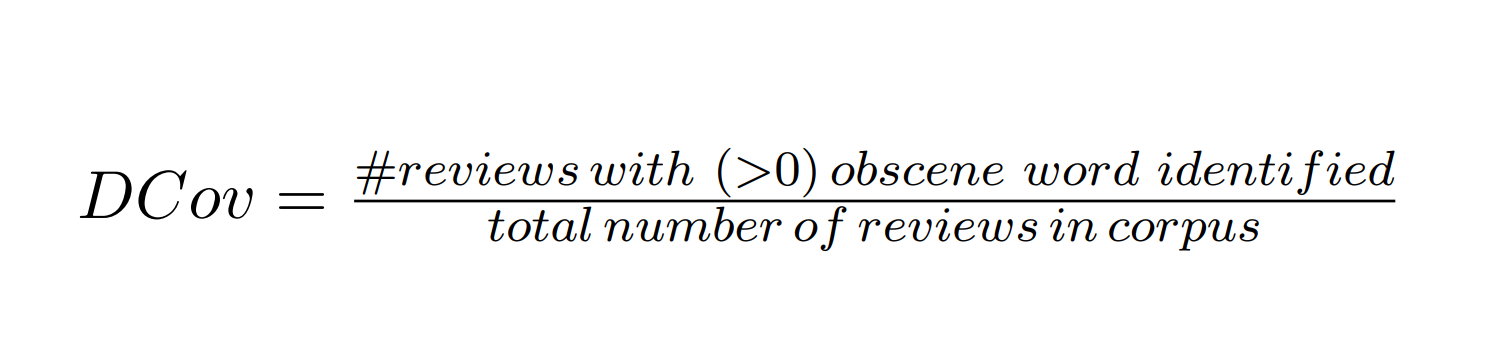 DCov = #reviews with (>0) obscene word identified
total number of reviews in corpus